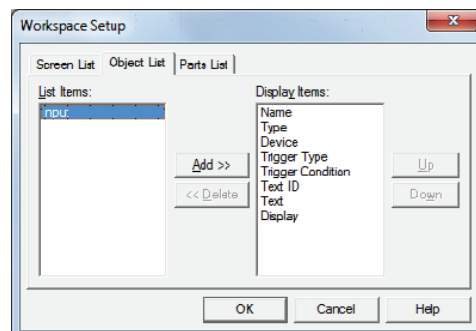 Workspace Setup
Screen List Object List Parts List
List Items:
Input
Display Items:
Name
Type
Device
Trigger Type
Trigger Condition
Text ID
Text
Display
Add >>
<< Delete
Up
Down
OK Cancel Help